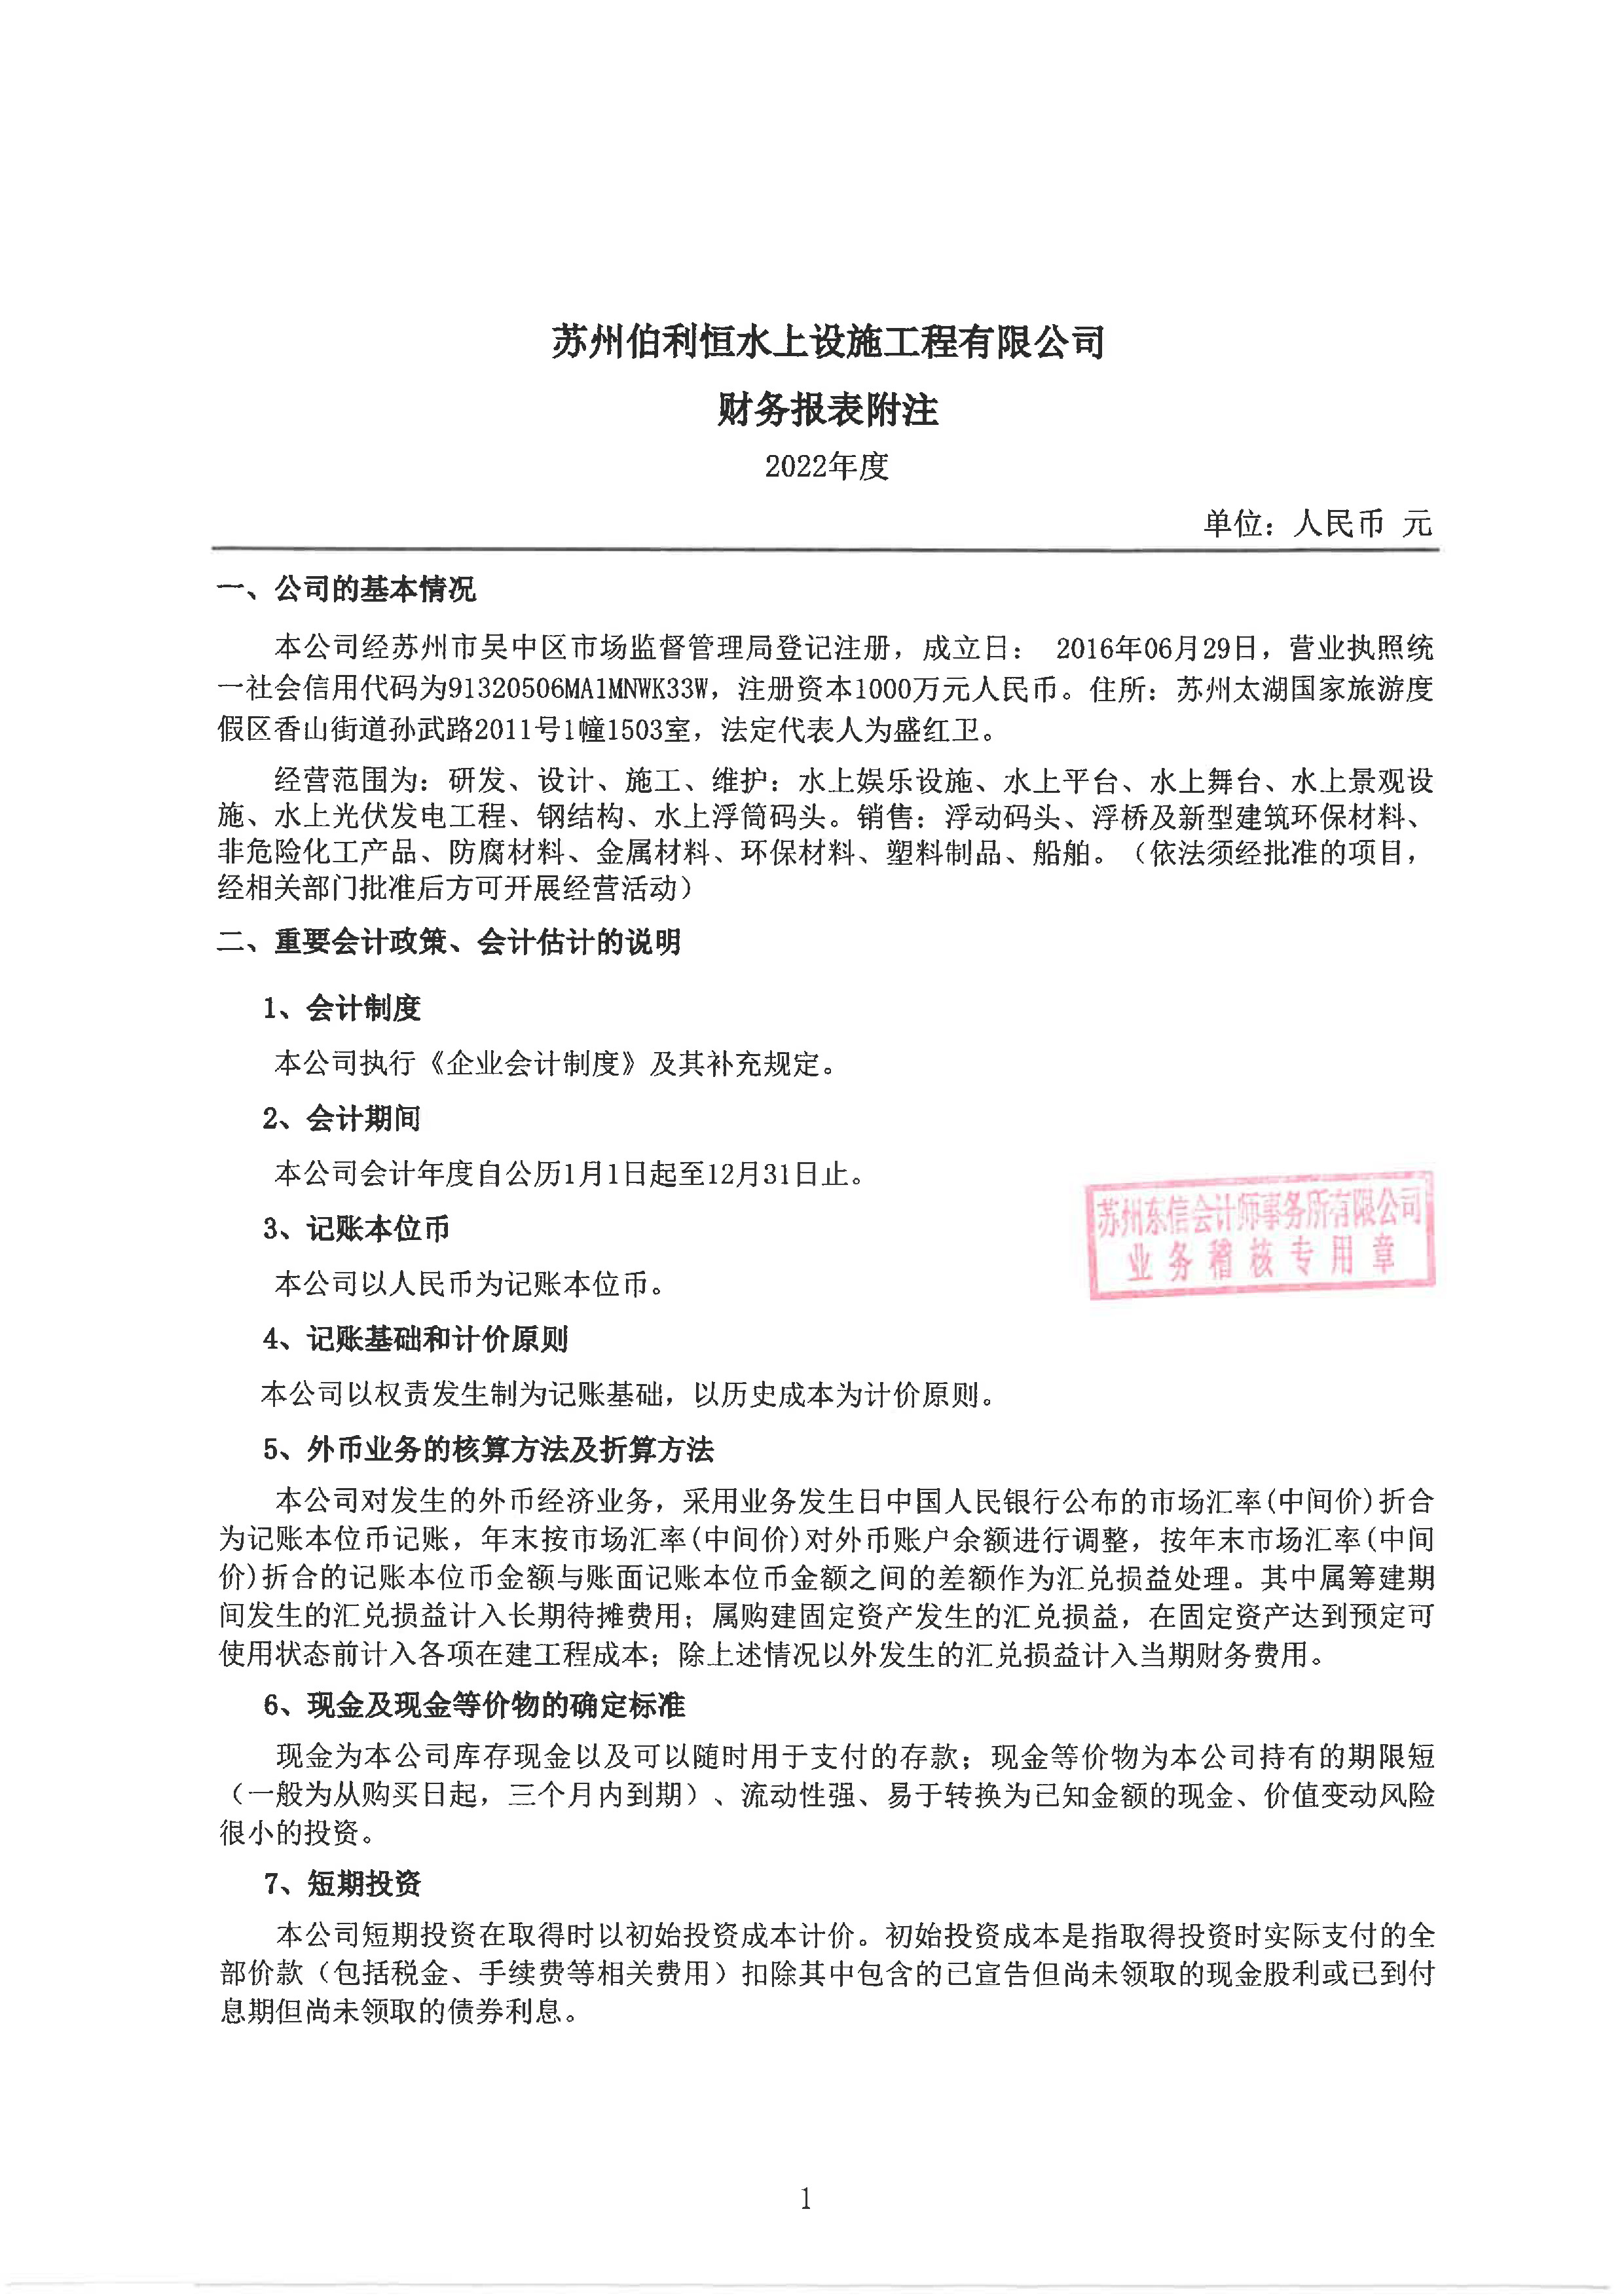 苏州伯利恒水上设施工程有限公司
财务报表附注
2022年度
单位：人民币 元
一、公司的基本情况
本公司经苏州市吴中区市场监督管理局登记注册，成立日： 2016年06月29日，营业执照统
一社会信用代码为91320506MA1MNWK33W，注册资本1000万元人民币。住所：苏州太湖国家旅游度
假区香山街道孙武路2011号1幢1503室，法定代表人为盛红卫。
经营范围为：研发、设计、施工、维护：水上娱乐设施、水上平台、水上舞台、水上景观设
施、水上光伏发电工程、钢结构、水上浮筒码头。销售：浮动码头、浮桥及新型建筑环保材料、
非危险化工产品、防腐材料、金属材料、环保材料、塑料制品、船舶。（依法须经批准的项目，
经相关部门批准后方可开展经营活动）
二、重要会计政策、会计估计的说明
1、会计制度
本公司执行《企业会计制度》及其补充规定。
2、会计期间
本公司会计年度自公历1月1日起至12月31日止。
苏州东信会计师事务所有限公司
业务稽核专用章
3、记账本位币
本公司以人民币为记账本位币。
4、记账基础和计价原则
本公司以权责发生制为记账基础，以历史成本为计价原则。
5、外币业务的核算方法及折算方法
本公司对发生的外币经济业务，采用业务发生日中国人民银行公布的市场汇率(中间价)折合
为记账本位币记账，年末按市场汇率(中间价)对外币账户余额进行调整，按年末市场汇率(中间
价)折合的记账本位币金额与账面记账本位币金额之间的差额作为汇兑损益处理。其中属筹建期
间发生的汇兑损益计入长期待摊费用；属购建固定资产发生的汇兑损益，在固定资产达到预定可
使用状态前计入各项在建工程成本；除上述情况以外发生的汇兑损益计入当期财务费用。
6、现金及现金等价物的确定标准
现金为本公司库存现金以及可以随时用于支付的存款；现金等价物为本公司持有的期限短
（一般为从购买日起，三个月内到期）、流动性强、易于转换为已知金额的现金、价值变动风险
很小的投资。
7、短期投资
本公司短期投资在取得时以初始投资成本计价。初始投资成本是指取得投资时实际支付的全
部价款（包括税金、手续费等相关费用）扣除其中包含的已宣告但尚未领取的现金股利或已到付
息期但尚未领取的债券利息。
1